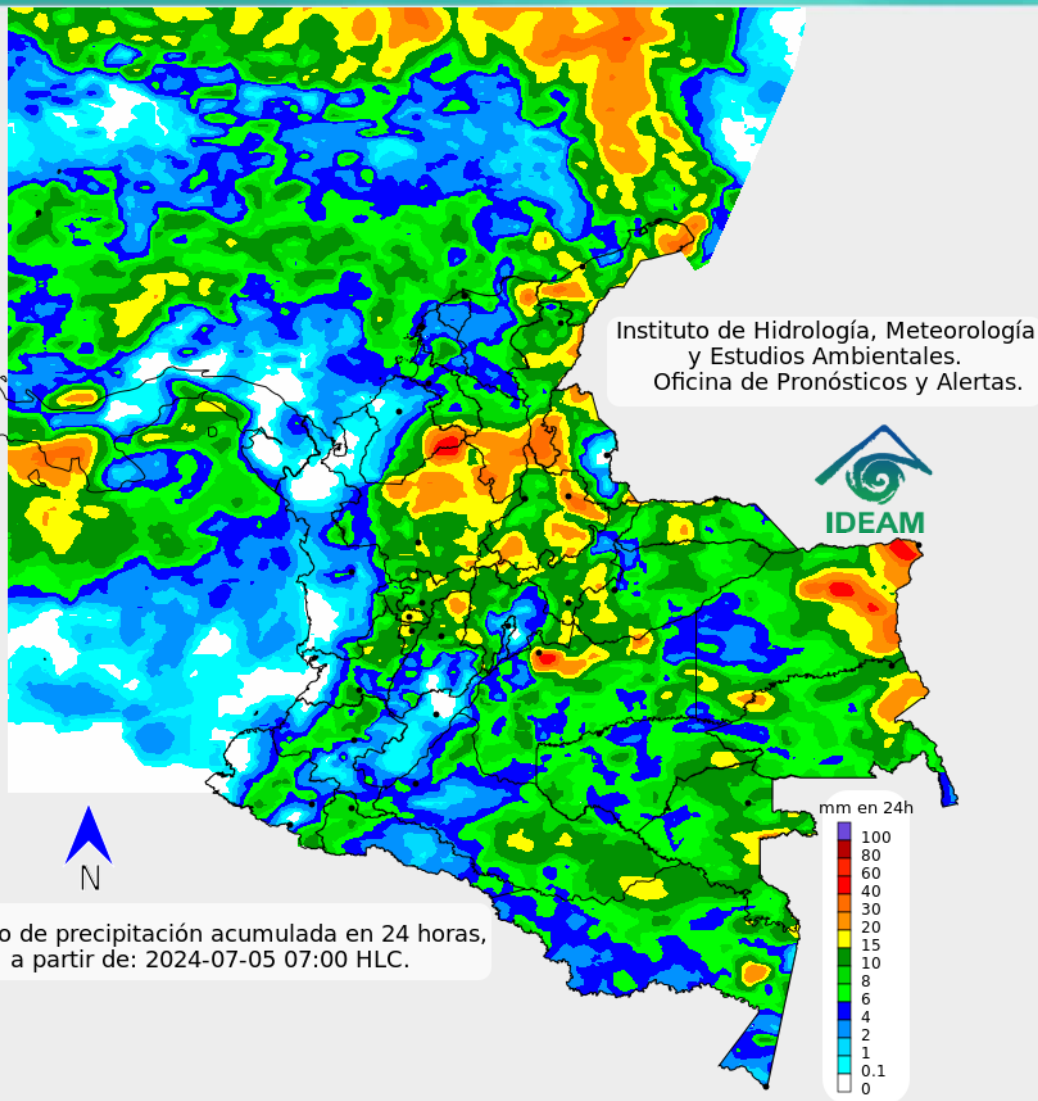 Instituto de Hidrología, Meteorología
y Estudios Ambientales.
Oficina de Pronósticos y Alertas.
IDEAM
mm en 24h
100
80
60
40
30
20
15
10
8
6
4
2
1
0.1
0
N
o de precipitación acumulada en 24 horas,
a partir de: 2024-07-05 07:00 HLC.